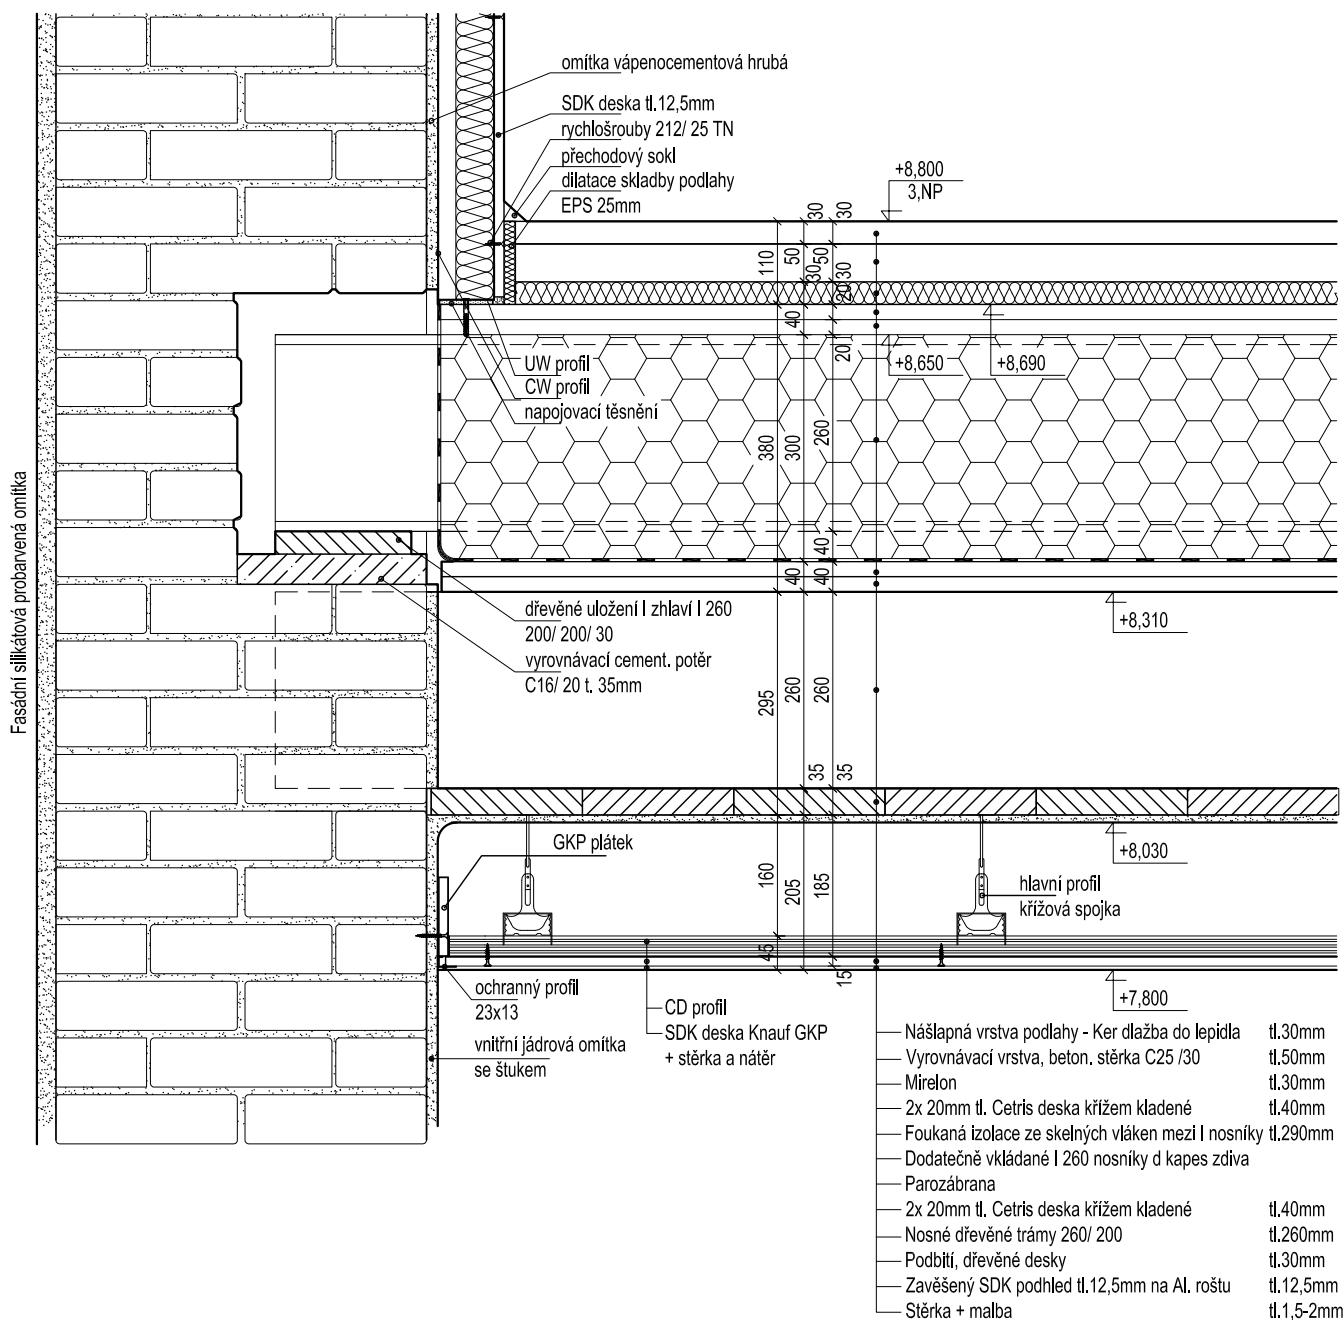 omítka vápenocementová hrubá
SDK deska tl.12,5mm
rychlošrouby 212/ 25 TN
přechodový sokl
dilatace skladby podlahy
EPS 25mm
+8,800
3,NP
30
30
110
50
50
30
30
20
40
20
UW profil
CW profil
napojovací těsnění
+8,650
+8,690
380
300
260
40
40
40
Fasádní silikátová probarvená omítka
dřevěné uložení I zhlaví I 260
200/ 200/ 30
vyrovnávací cement. potěr
C16/ 20 t. 35mm
+8,310
295
260
260
35
35
GKP plátek
+8,030
160
205
185
hlavní profil
křížová spojka
45
15
ochranný profil
23x13
vnitřní jádrová omítka
se štukem
CD profil
SDK deska Knauf GKP
+ stěrka a nátěr
+7,800
Nášlapná vrstva podlahy - Ker dlažba do lepidla tl.30mm
Vyrovnávací vrstva, beton. stěrka C25 /30 tl.50mm
Mirelon tl.30mm
2x 20mm tl. Cetris deska křížem kladené tl.40mm
Foukaná izolace ze skelných vláken mezi I nosníky tl.290mm
Dodatečně vkládané I 260 nosníky d kapes zdiva
Parozábrana
2x 20mm tl. Cetris deska křížem kladené tl.40mm
Nosné dřevěné trámy 260/ 200 tl.260mm
Podbití, dřevěné desky tl.30mm
Zavěšený SDK podhled tl.12,5mm na Al. roštu tl.12,5mm
Stěrka + malba tl.1,5-2mm